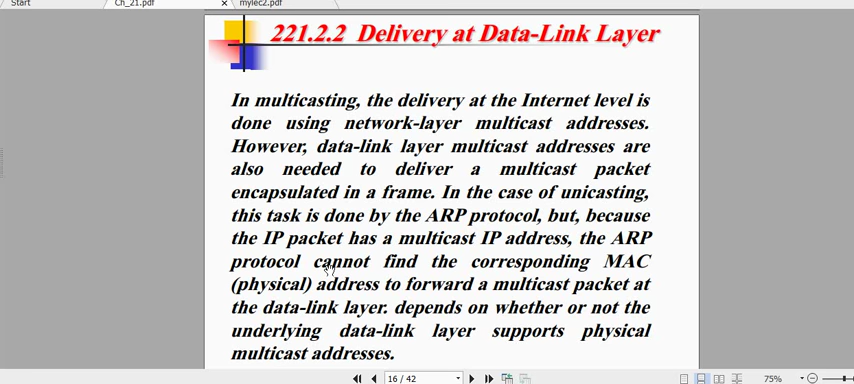 Start Ch_21.pdf × mylec2.pdf
221.2.2 Delivery at Data-Link Layer
In multicasting, the delivery at the Internet level is
done using network-layer multicast addresses.
However, data-link layer multicast addresses are
also needed to deliver a multicast packet
encapsulated in a frame. In the case of unicasting,
this task is done by the ARP protocol, but, because
the IP packet has a multicast IP address, the ARP
protocol cannot find the corresponding MAC
(physical) address to forward a multicast packet at
the data-link layer. depends on whether or not the
underlying data-link layer supports physical
multicast addresses.
16 / 42 75%